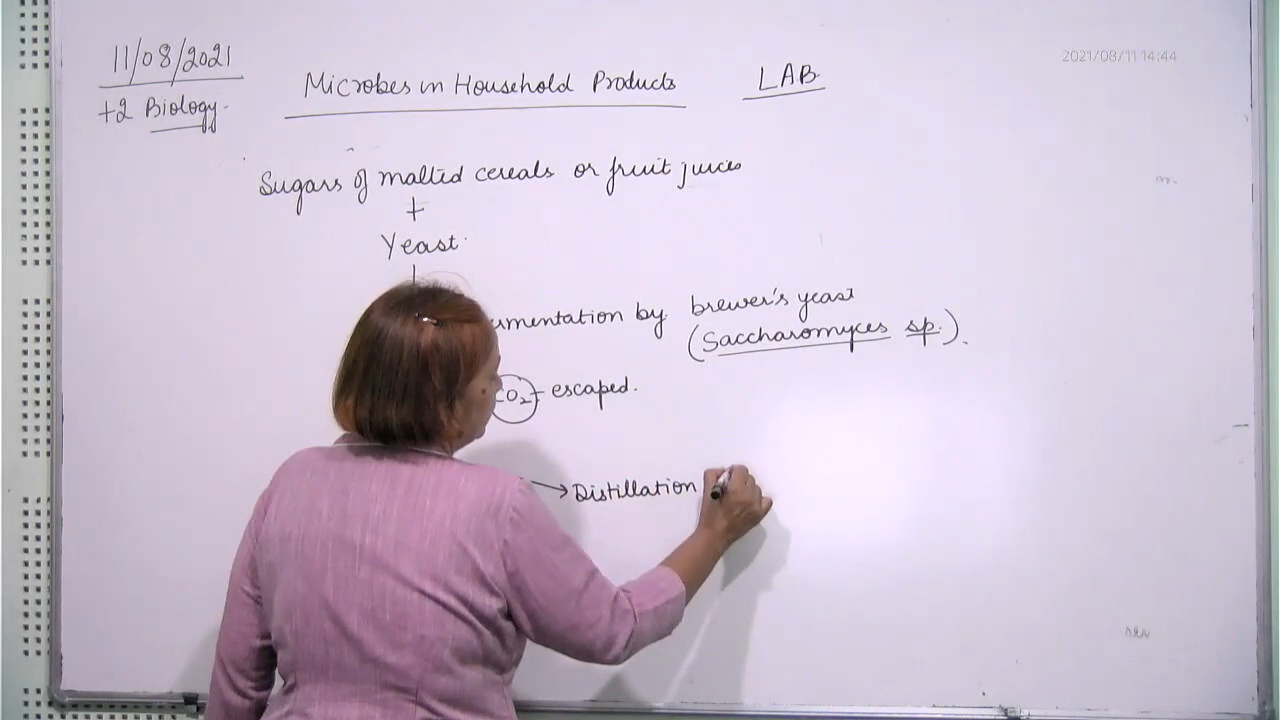 11/08/2021
2021/08/11 14:44
Microbes in Household Products LAB
+2 Biology
Sugars of malted cereals or fruit juices
+
Yeast
by brewer's yeast
(Saccharomyces sp.)
CO2 escaped.
Distillation